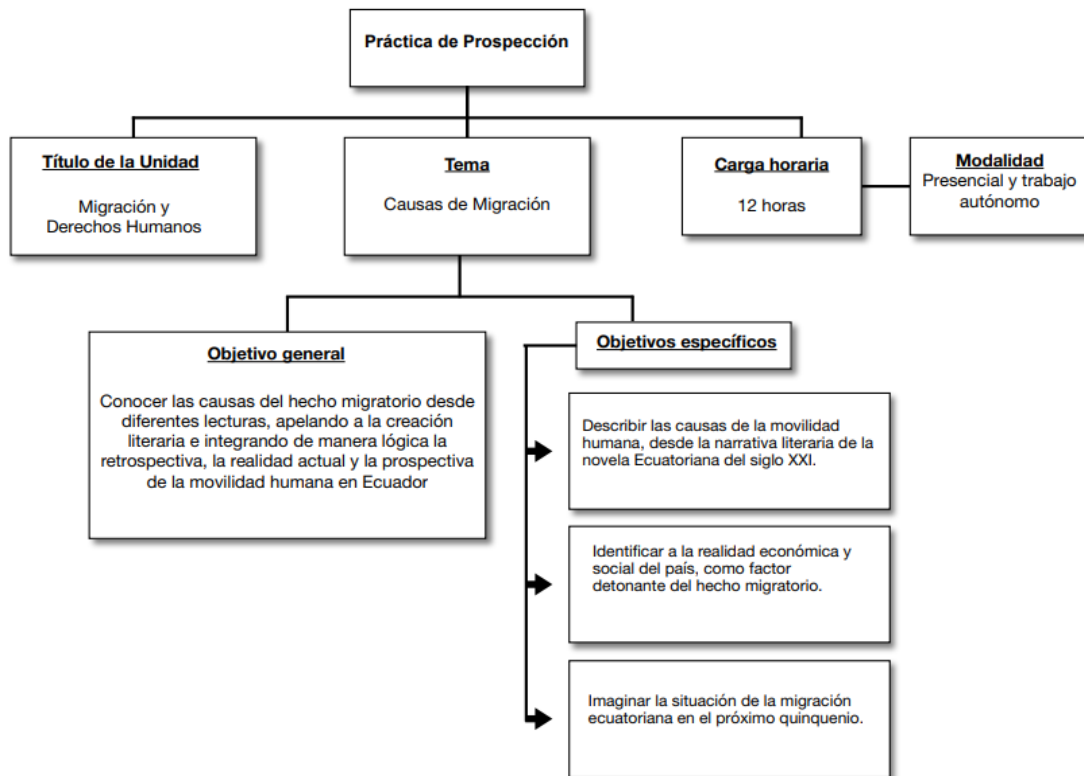 Práctica de Prospección
Título de la Unidad
Migración y
Derechos Humanos
Tema
Causas de Migración
Carga horaria
12 horas
Modalidad
Presencial y trabajo
autónomo
Objetivo general
Conocer las causas del hecho migratorio desde
diferentes lecturas, apelando a la creación
literaria e integrando de manera lógica la
retrospectiva, la realidad actual y la prospectiva
de la movilidad humana en Ecuador
Objetivos específicos
Describir las causas de la movilidad
humana, desde la narrativa literaria de la
novela Ecuatoriana del siglo XXI.
Identificar a la realidad económica y
social del país, como factor
detonante del hecho migratorio.
Imaginar la situación de la migración
ecuatoriana en el próximo quinquenio.